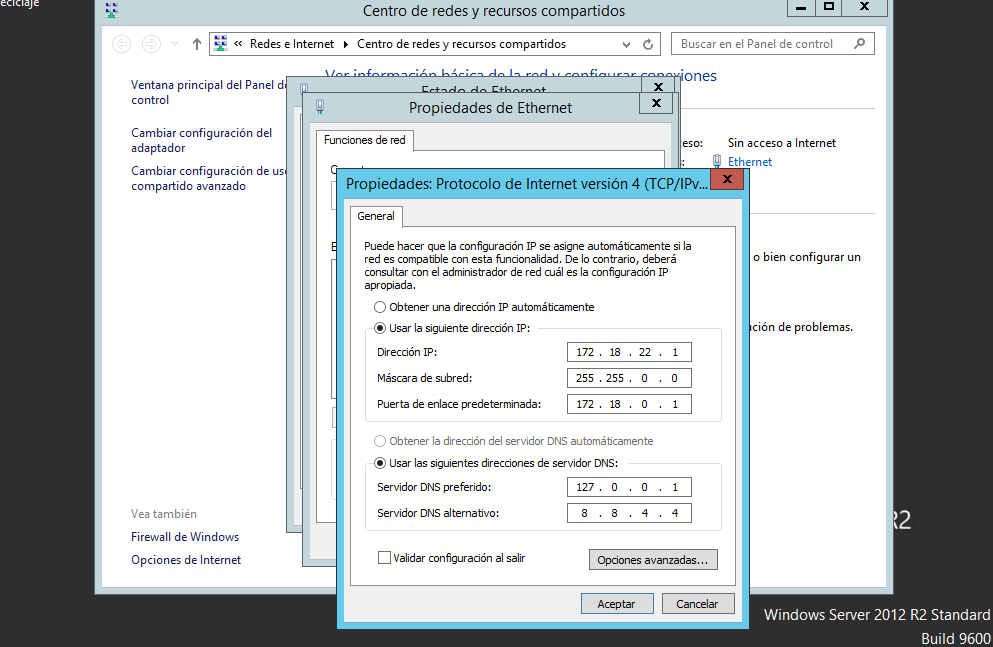 Centro de redes y recursos compartidos
Redes e Internet
Centro de redes y recursos compartidos
Buscar en el Panel de control
Ver información básica de la red y configurar conexiones
Ventana principal del Panel de
control
Cambiar configuración del
adaptador
Cambiar configuración de
compartido avanzado
Estado de Ethernet
Propiedades de Ethernet
Funciones de red
Sin acceso a Internet
Ethernet
o bien configurar un
de problemas.
Propiedades: Protocolo de Internet versión 4 (TCP/IPv...
General
Puede hacer que la configuración IP se asigne automáticamente si la
red es compatible con esta funcionalidad. De lo contrario, deberá
consultar con el administrador de red cuál es la configuración IP
apropiada.
Obtener una dirección IP automáticamente
Usar la siguiente dirección IP:
Dirección IP: 172 . 18 . 22 . 1
Máscara de subred: 255 . 255 . 0 . 0
Puerta de enlace predeterminada: 172 . 18 . 0 . 1
Obtener la dirección del servidor DNS automáticamente
Usar las siguientes direcciones de servidor DNS:
Servidor DNS preferido: 127 . 0 . 0 . 1
Servidor DNS alternativo: 8 . 8 . 4 . 4
Validar configuración al salir
Opciones avanzadas...
Aceptar
Cancelar
Vea también
Firewall de Windows
Opciones de Internet
R2
Windows Server 2012 R2 Standard
Build 9600